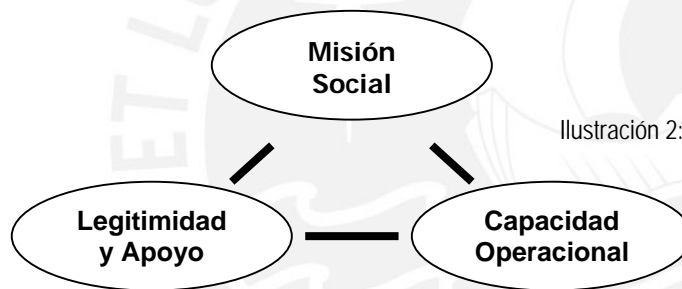 Misión
Social
Ilustración 2:
Legitimidad
y Apoyo
Capacidad
Operacional